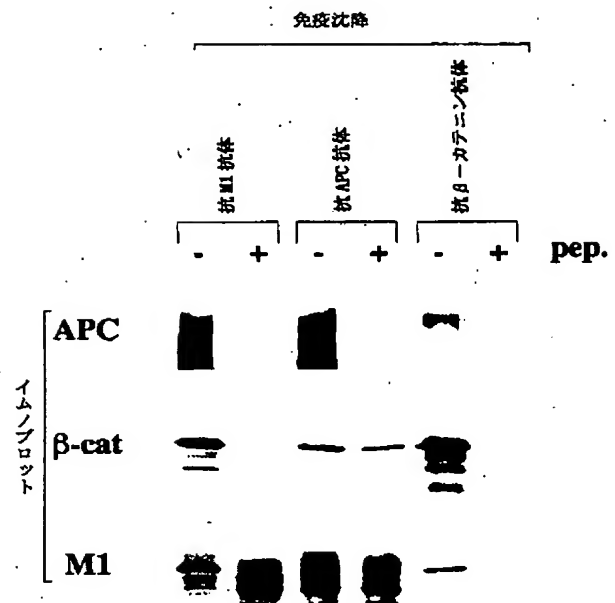 免疫沈降
抗M1抗体
抗APC抗体
抗β-カテニン抗体
- + - + - + pep.
イムノブロット
APC
β-cat
M1